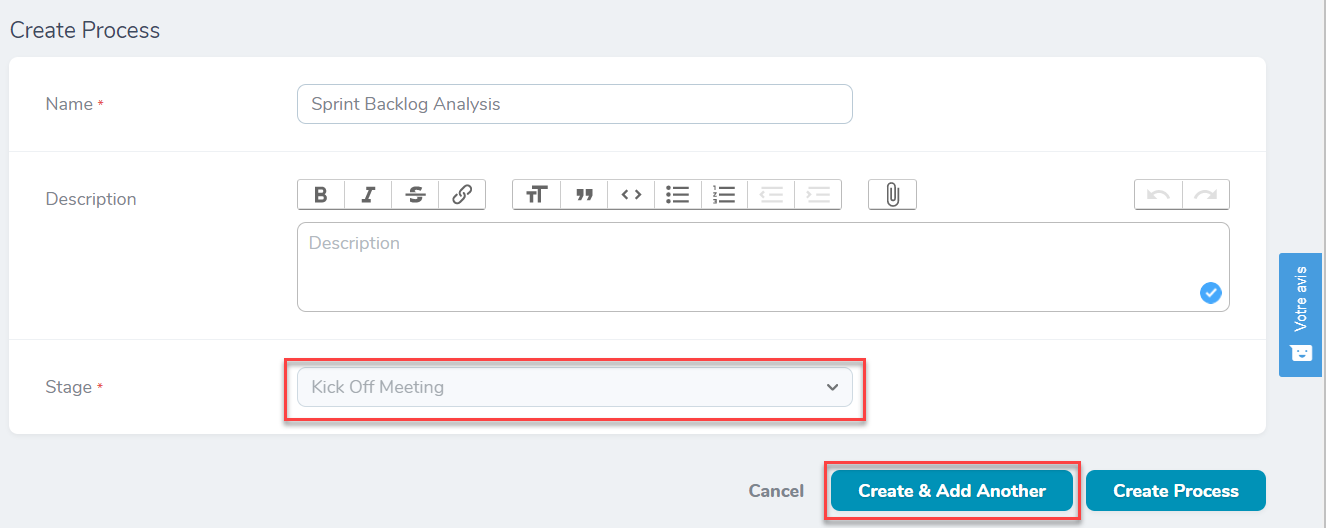 Create Process
Name *
Sprint Backlog Analysis
Description
Description
Votre avis
Stage *
Kick Off Meeting
Cancel
Create & Add Another
Create Process